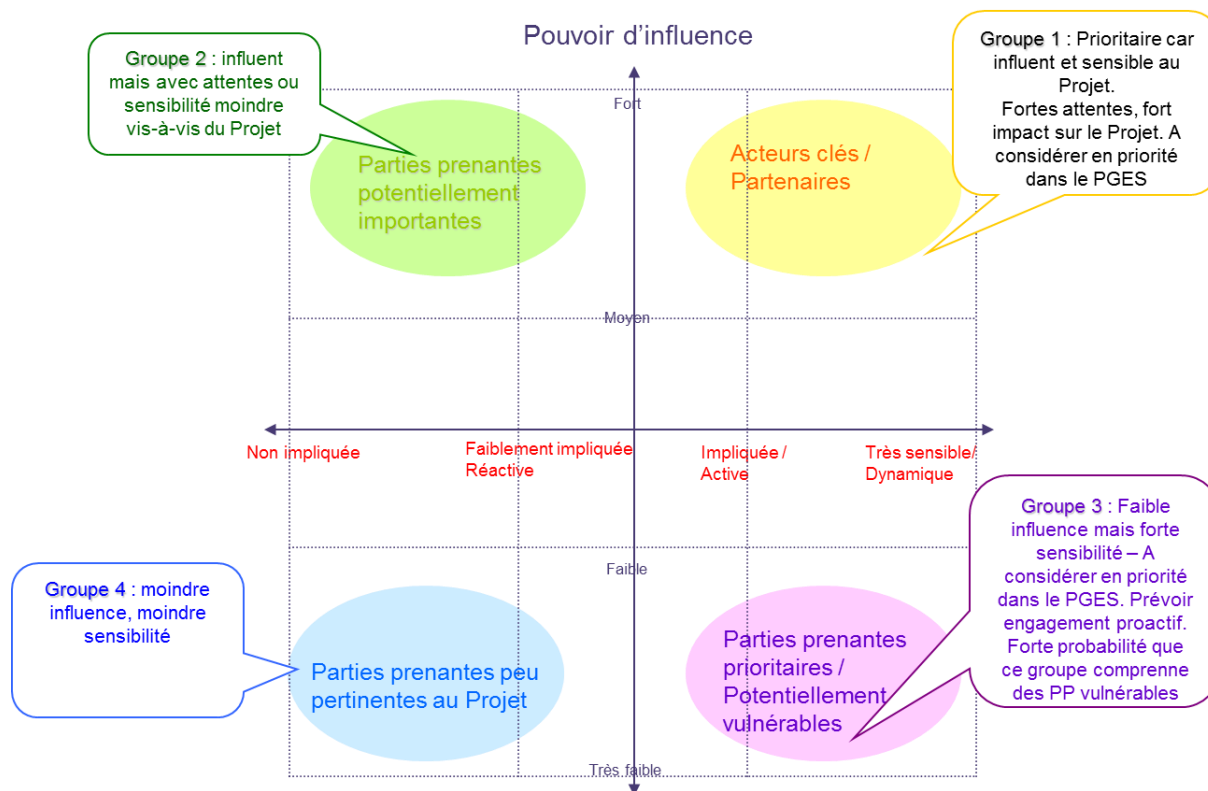 Pouvoir d’influence
Groupe 2 : influent
mais avec attentes ou
sensibilité moindre
vis-à-vis du Projet
Groupe 1 : Prioritaire car
influent et sensible au
Projet.
Fortes attentes, fort
impact sur le Projet. A
considérer en priorité
dans le PGES
Fort
Parties prenantes
potentiellement
importantes
Acteurs clés /
Partenaires
Moyen
Non impliquée
Faiblement impliquée
Réactive
Impliquée /
Active
Très sensible/
Dynamique
Groupe 3 : Faible
influence mais forte
sensibilité – A
considérer en priorité
dans le PGES. Prévoir
engagement proactif.
Forte probabilité que
ce groupe comprenne
des PP vulnérables
Faible
Groupe 4 : moindre
influence, moindre
sensibilité
Parties prenantes peu
pertinentes au Projet
Parties prenantes
prioritaires /
Potentiellement
vulnérables
Très faible